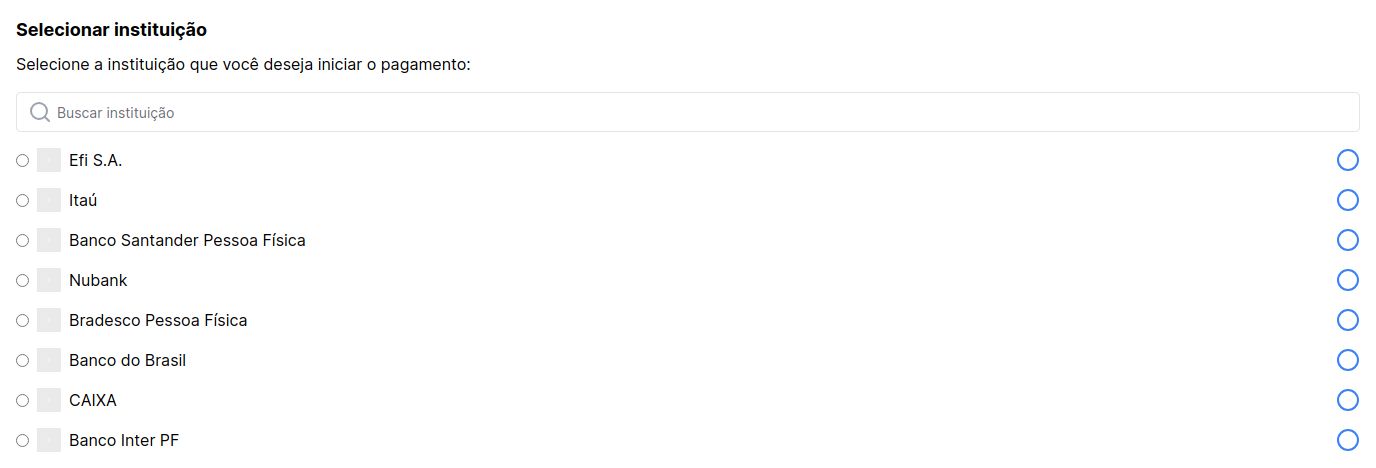 Selecionar instituição
Selecione a instituição que você deseja iniciar o pagamento:
Buscar instituição
Efi S.A.
Itaú
Banco Santander Pessoa Física
Nubank
Bradesco Pessoa Física
Banco do Brasil
CAIXA
Banco Inter PF